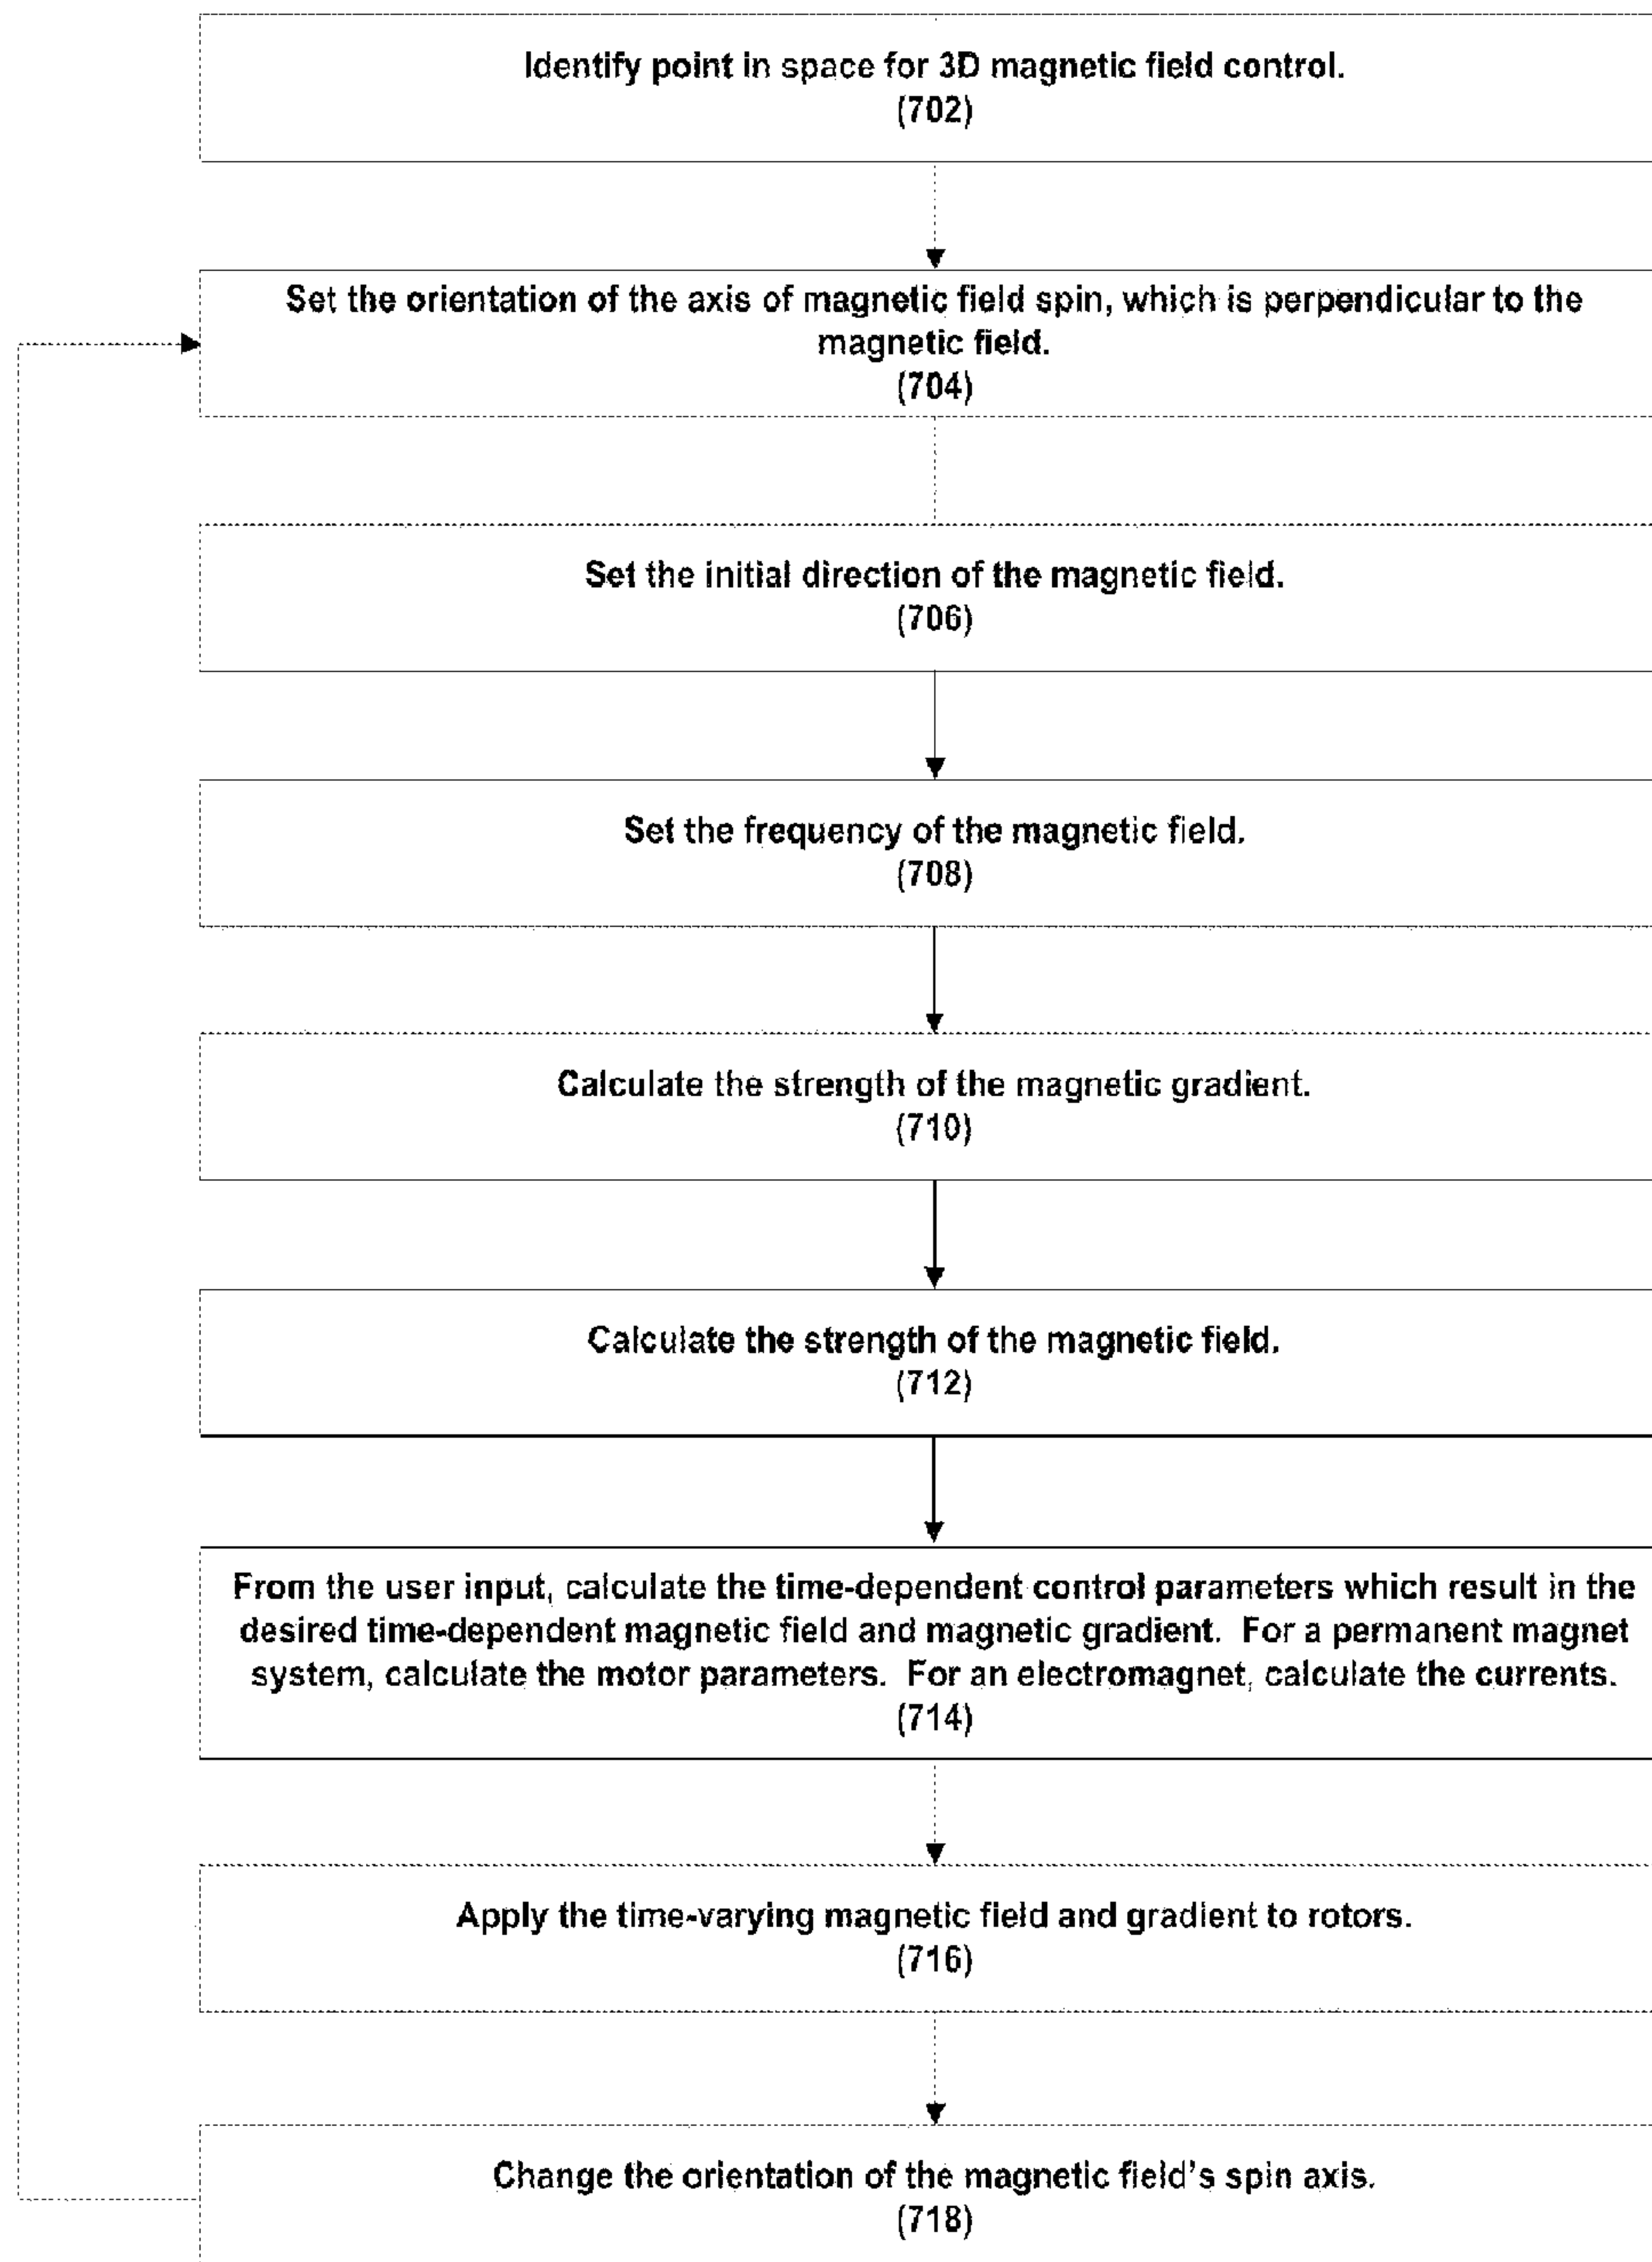 Identify point in space for 3D magnetic field control.
(702)
Set the orientation of the axis of magnetic field spin, which is perpendicular to the
magnetic field.
(704)
Set the initial direction of the magnetic field.
(706)
Set the frequency of the magnetic field.
(708)
Calculate the strength of the magnetic gradient.
(710)
Calculate the strength of the magnetic field.
(712)
From the user input, calculate the time-dependent control parameters which result in the
desired time-dependent magnetic field and magnetic gradient. For a permanent magnet
system, calculate the motor parameters. For an electromagnet, calculate the currents.
(714)
Apply the time-varying magnetic field and gradient to rotors.
(716)
Change the orientation of the magnetic field's spin axis.
(718)